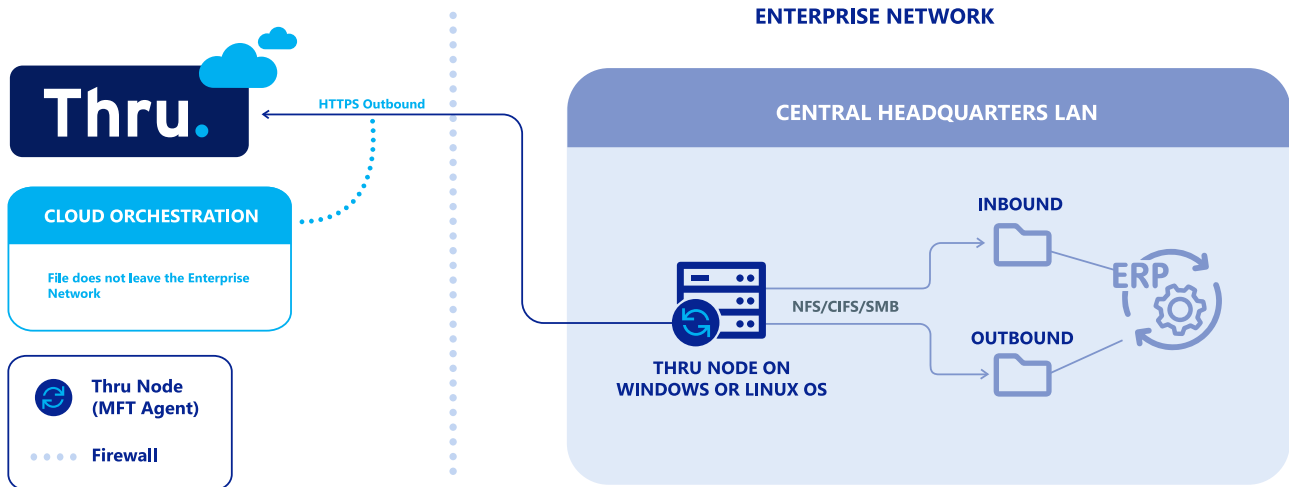 ENTERPRISE NETWORK
Thru.
HTTPS Outbound
CENTRAL HEADQUARTERS LAN
CLOUD ORCHESTRATION
File does not leave the Enterprise
Network
INBOUND
ERP
NFS/CIFS/SMB
OUTBOUND
THRU NODE ON
WINDOWS OR LINUX OS
Thru Node
(MFT Agent)
Firewall